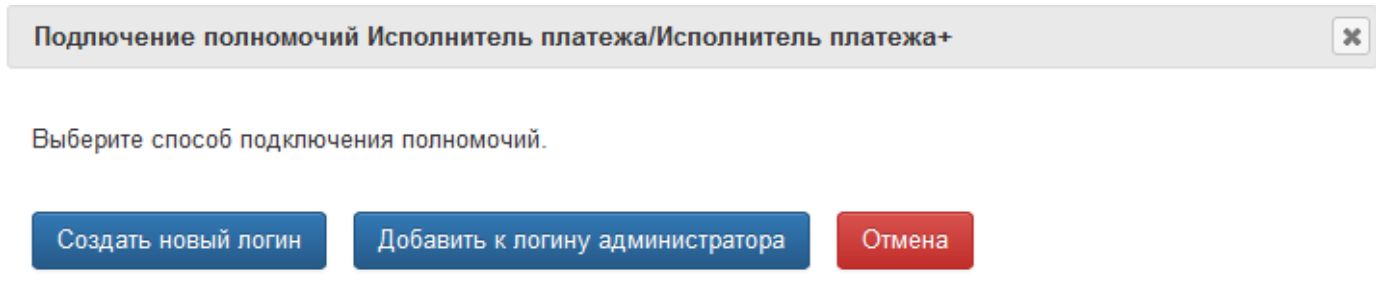 Подлючение полномочий Исполнитель платежа/Исполнитель платежа+
Выберите способ подключения полномочий.
Создать новый логин Добавить к логину администратора Отмена